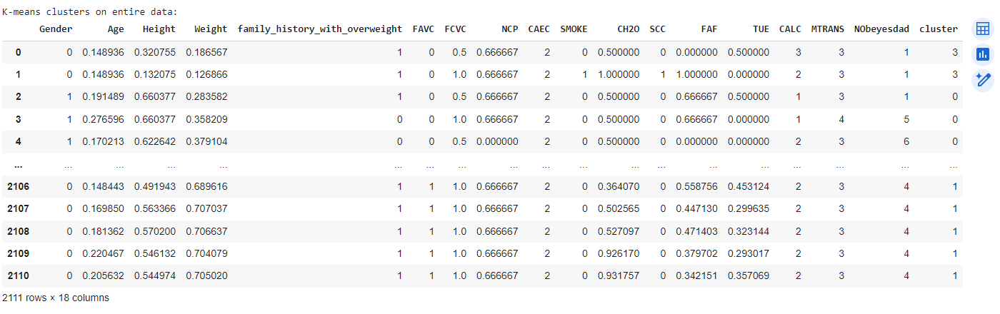 K-means clusters on entire data:
Gender Age Height Weight family_history_with_overweight FAVC FCVC NCP CAEC SMOKE CH2O SCC FAF TUE CALC MTRANS NObeyesdad cluster
0 0 0.148936 0.320755 0.186567 1 0 0.5 0.666667 2 0 0.500000 0 0.000000 0.500000 3 3 1 3
1 0 0.148936 0.132075 0.126866 1 0 1.0 0.666667 2 1 1.000000 1 1.000000 0.000000 2 3 1 3
2 1 0.191489 0.660377 0.283582 1 0 0.5 0.666667 2 0 0.500000 0 0.666667 0.500000 1 3 1 0
3 1 0.276596 0.660377 0.358209 0 0 1.0 0.666667 2 0 0.500000 0 0.666667 0.000000 1 4 5 0
4 1 0.170213 0.622642 0.379104 0 0 0.5 0.000000 2 0 0.500000 0 0.000000 0.000000 2 3 6 0
... ... ... ... ... ... ... ... ... ... ... ... ... ... ... ... ... ... ...
2106 0 0.148443 0.491943 0.689616 1 1 1.0 0.666667 2 0 0.364070 0 0.558756 0.453124 2 3 4 1
2107 0 0.169850 0.563366 0.707037 1 1 1.0 0.666667 2 0 0.502565 0 0.447130 0.299635 2 3 4 1
2108 0 0.181362 0.570200 0.706637 1 1 1.0 0.666667 2 0 0.527097 0 0.471403 0.323144 2 3 4 1
2109 0 0.220467 0.546132 0.704079 1 1 1.0 0.666667 2 0 0.926170 0 0.379702 0.293017 2 3 4 1
2110 0 0.205632 0.544974 0.705020 1 1 1.0 0.666667 2 0 0.931757 0 0.342151 0.357069 2 3 4 1
2111 rows × 18 columns